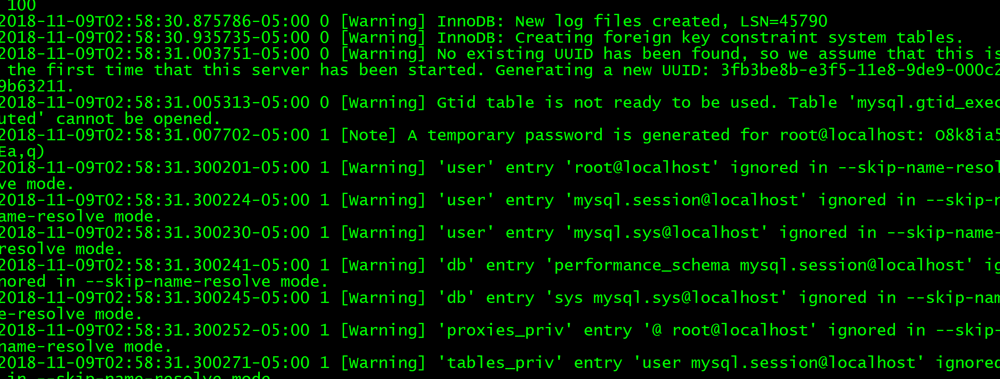 100
2018-11-09T02:58:30.875786-05:00 0 [Warning] InnoDB: New log files created, LSN=45790
2018-11-09T02:58:30.935735-05:00 0 [Warning] InnoDB: Creating foreign key constraint system tables.
2018-11-09T02:58:31.003751-05:00 0 [Warning] No existing UUID has been found, so we assume that this is
the first time that this server has been started. Generating a new UUID: 3fb3be8b-e3f5-11e8-9de9-000c2
9b63211.
2018-11-09T02:58:31.005313-05:00 0 [Warning] Gtid table is not ready to be used. Table 'mysql.gtid_exec
uted' cannot be opened.
2018-11-09T02:58:31.007702-05:00 1 [Note] A temporary password is generated for root@localhost: O8k8ia5
Ea,q)
2018-11-09T02:58:31.300201-05:00 1 [Warning] 'user' entry 'root@localhost' ignored in --skip-name-resol
ve mode.
2018-11-09T02:58:31.300224-05:00 1 [Warning] 'user' entry 'mysql.session@localhost' ignored in --skip-n
ame-resolve mode.
2018-11-09T02:58:31.300230-05:00 1 [Warning] 'user' entry 'mysql.sys@localhost' ignored in --skip-name-
resolve mode.
2018-11-09T02:58:31.300241-05:00 1 [Warning] 'db' entry 'performance_schema mysql.session@localhost' ig
nored in --skip-name-resolve mode.
2018-11-09T02:58:31.300245-05:00 1 [Warning] 'db' entry 'sys mysql.sys@localhost' ignored in --skip-nam
e-resolve mode.
2018-11-09T02:58:31.300252-05:00 1 [Warning] 'proxies_priv' entry '@ root@localhost' ignored in --skip-
name-resolve mode.
2018-11-09T02:58:31.300271-05:00 1 [Warning] 'tables_priv' entry 'user mysql.session@localhost' ignored
in --skip-name-resolve mode